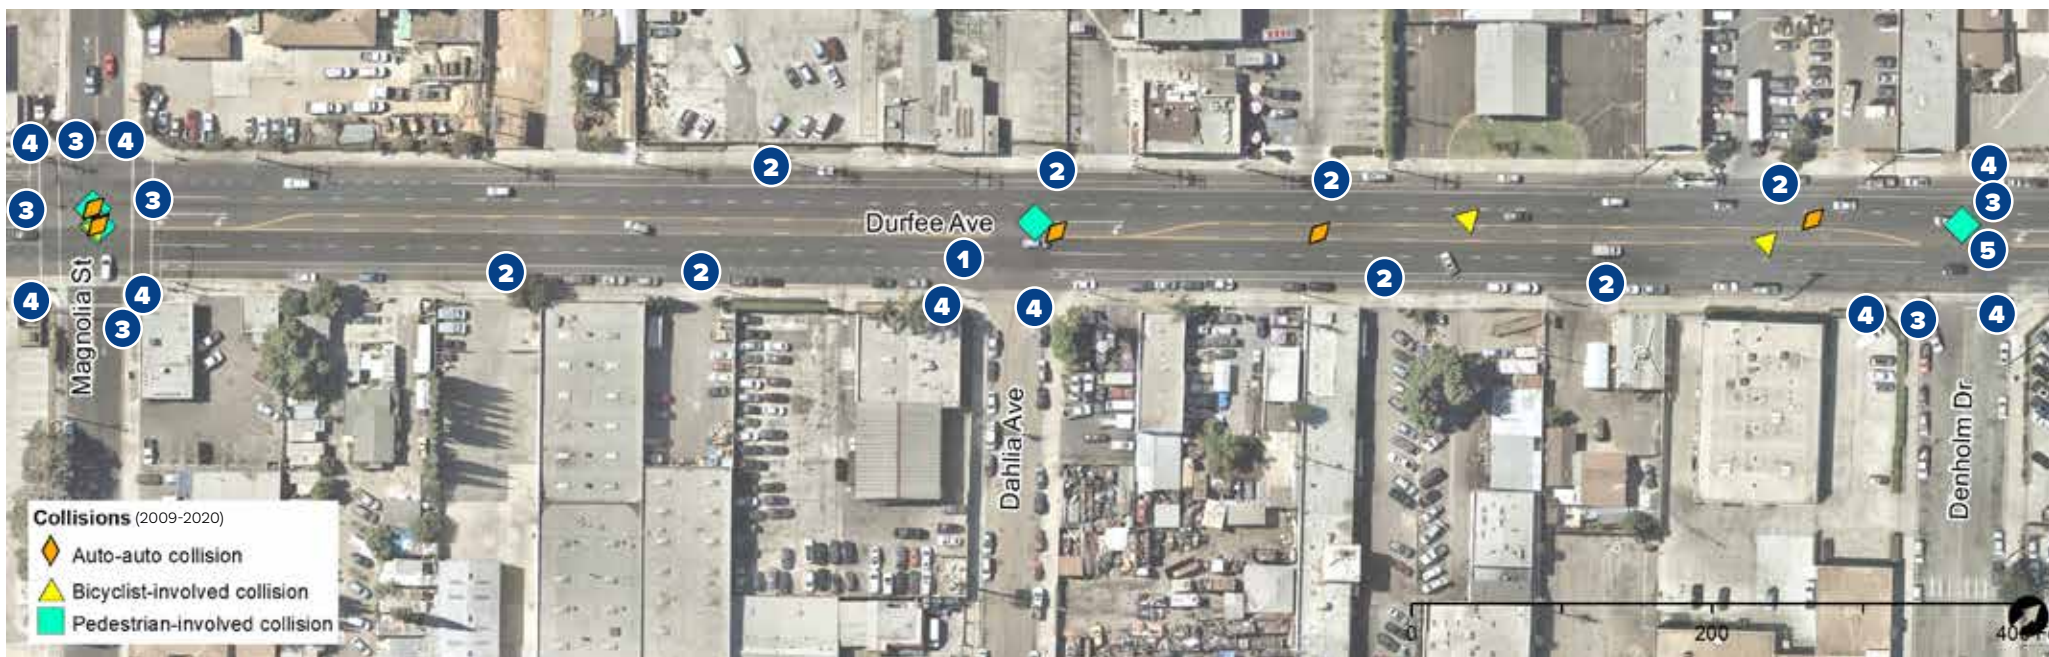 4 3 4
3 3
2 2 2 2
4
3
5
Durfee Ave
1
2 2 2 2
4 4
3
4 4
4 3 4
Magnolia St
Dahlia Ave
Denholm Dr
Collisions (2009-2020)
Auto-auto collision
Bicyclist-involved collision
Pedestrian-involved collision
0 200